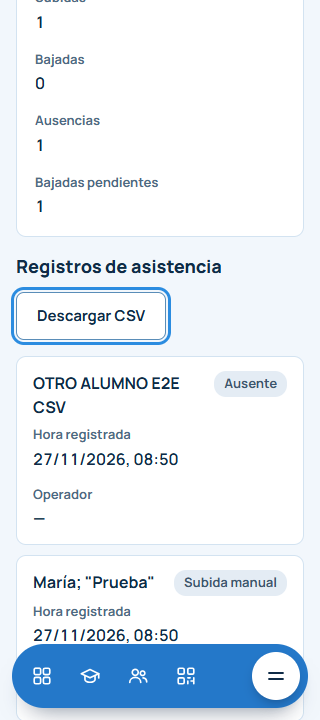 1
Bajadas
0
Ausencias
1
Bajadas pendientes
1
Registros de asistencia
Descargar CSV
OTRO ALUMNO E2E
CSV
Ausente
Hora registrada
27/11/2026, 08:50
Operador
—
María; "Prueba"
Subida manual
Hora registrada
27/11/2026, 08:50